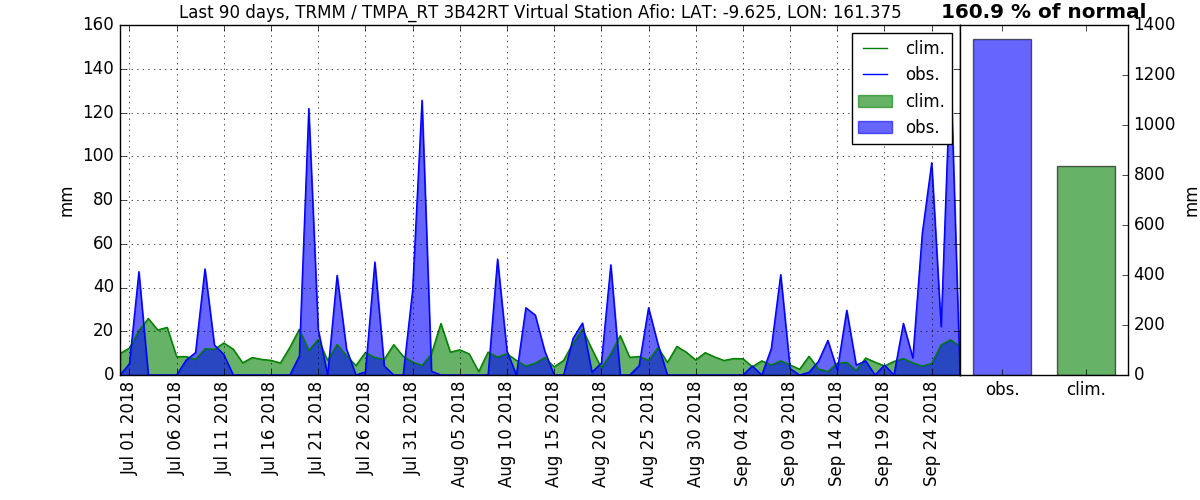 Last 90 days, TRMM / TMPA_RT 3B42RT Virtual Station Afio: LAT: -9.625, LON: 161.375
160.9 % of normal
160
140
120
100
80
60
40
20
0
mm
clim.
obs.
clim.
obs.
Jul 01 2018
Jul 06 2018
Jul 11 2018
Jul 16 2018
Jul 21 2018
Jul 26 2018
Jul 31 2018
Aug 05 2018
Aug 10 2018
Aug 15 2018
Aug 20 2018
Aug 25 2018
Aug 30 2018
Sep 04 2018
Sep 09 2018
Sep 14 2018
Sep 19 2018
Sep 24 2018
1400
1200
1000
800
600
400
200
0
mm
obs.
clim.